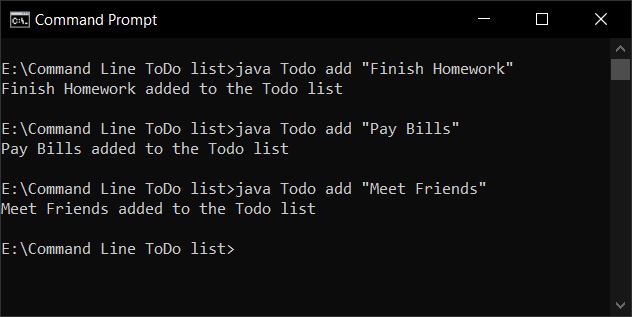 Command Prompt
E:\Command Line ToDo list>java Todo add "Finish Homework"
Finish Homework added to the Todo list
E:\Command Line ToDo list>java Todo add "Pay Bills"
Pay Bills added to the Todo list
E:\Command Line ToDo list>java Todo add "Meet Friends"
Meet Friends added to the Todo list
E:\Command Line ToDo list>